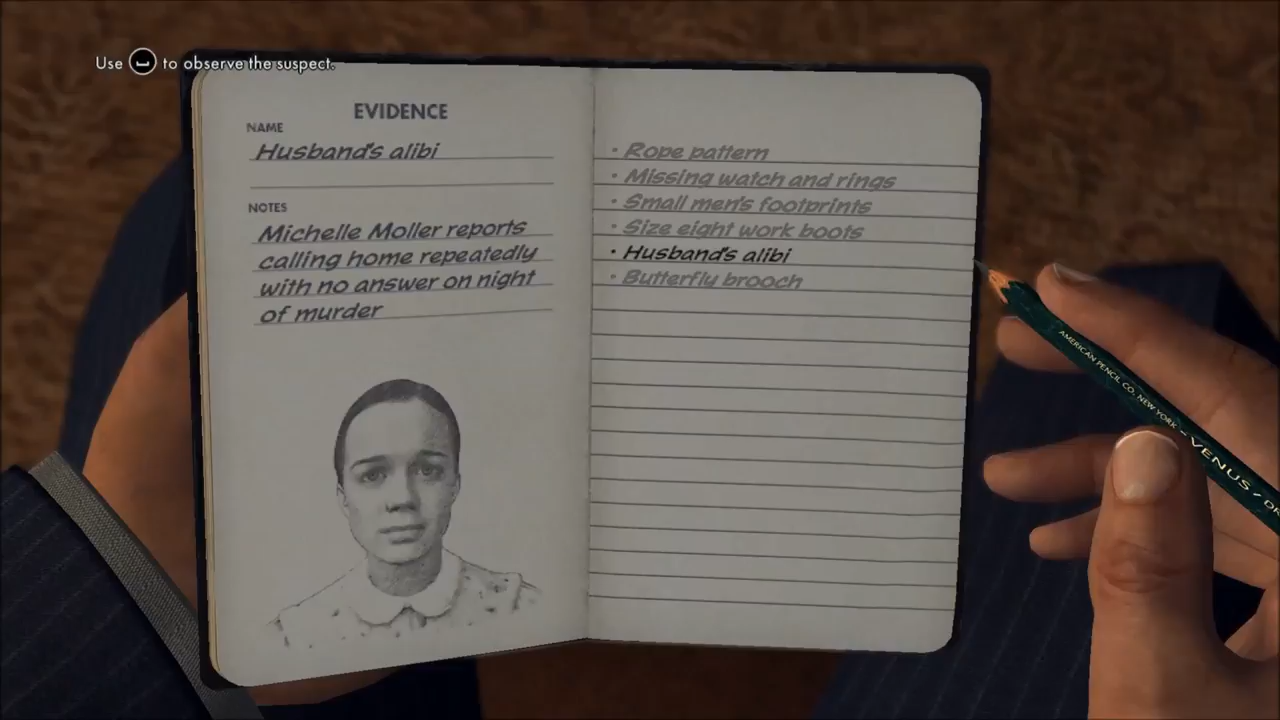 Use to observe the suspect.
EVIDENCE
NAME
Husband's alibi
NOTES
Michelle Moller reports
calling home repeatedly
with no answer on night
of murder
· Rope pattern
· Missing watch and rings
· Small men's footprints
· Size eight work boots
· Husband's alibi
· Butterfly brooch
AMERICAN PENCIL CO. NEW YORK - VENUS / DR